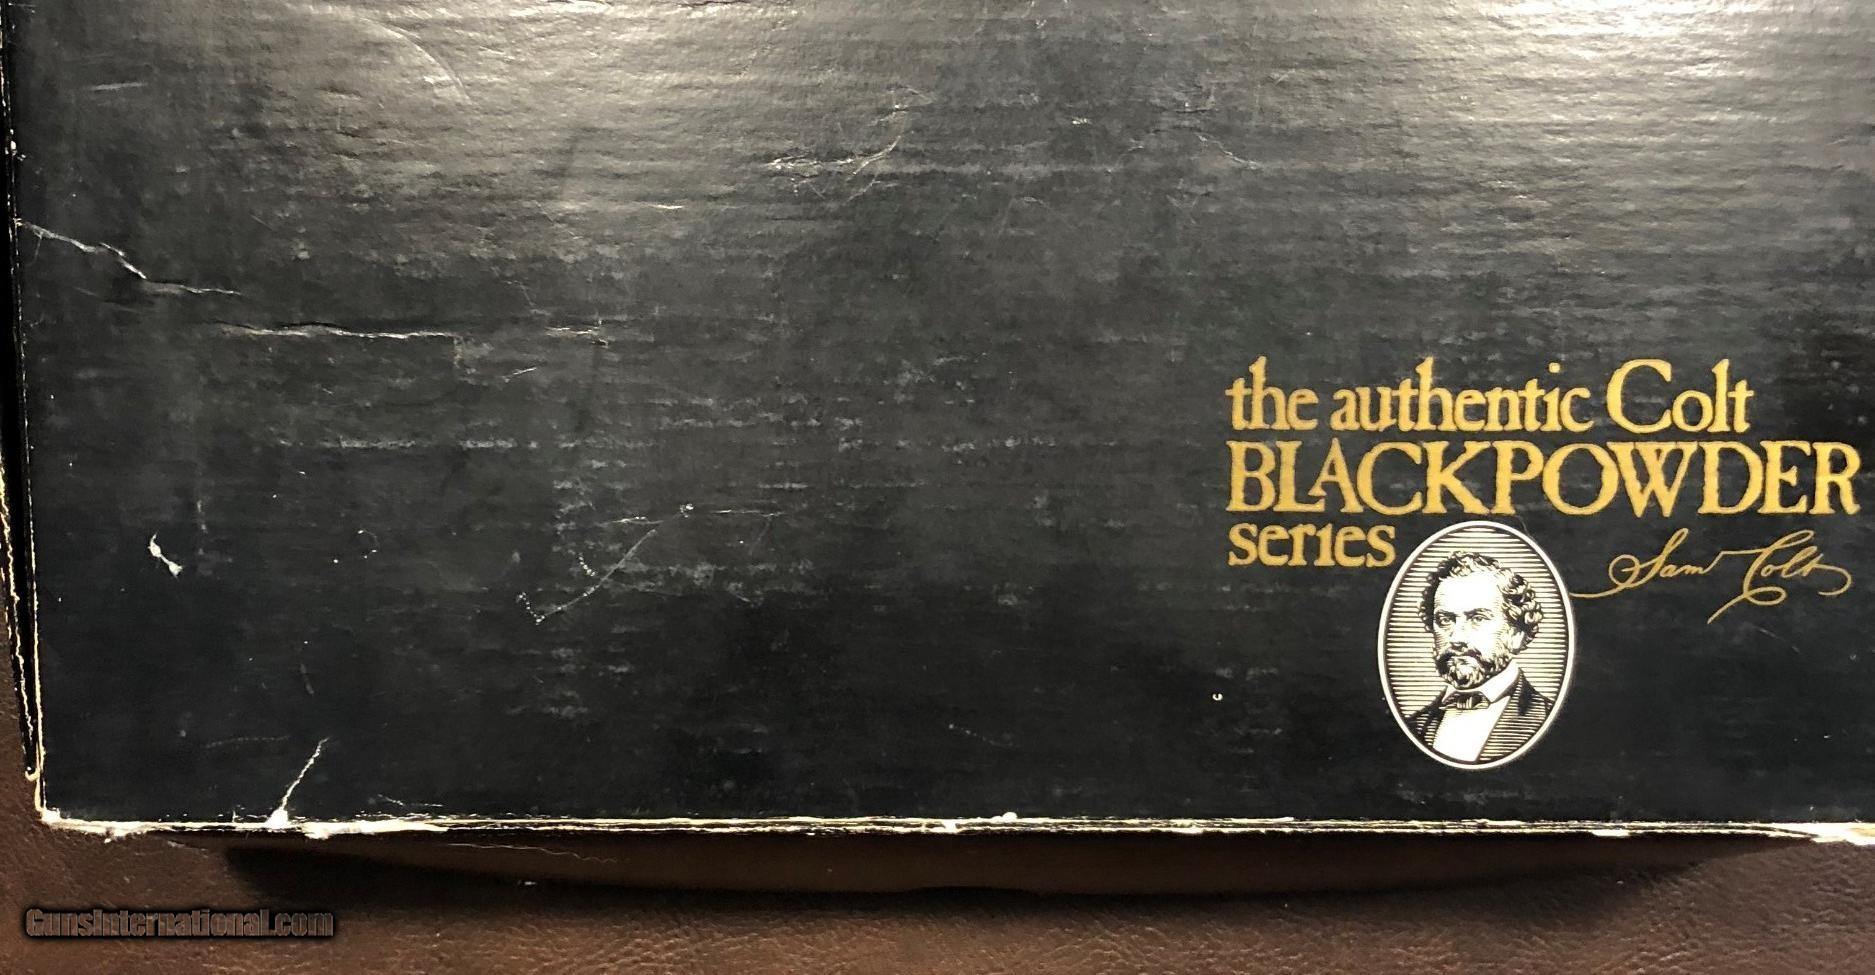 the authentic Colt
BLACKPOWDER
series
Sam Colt
GunsInternational.com